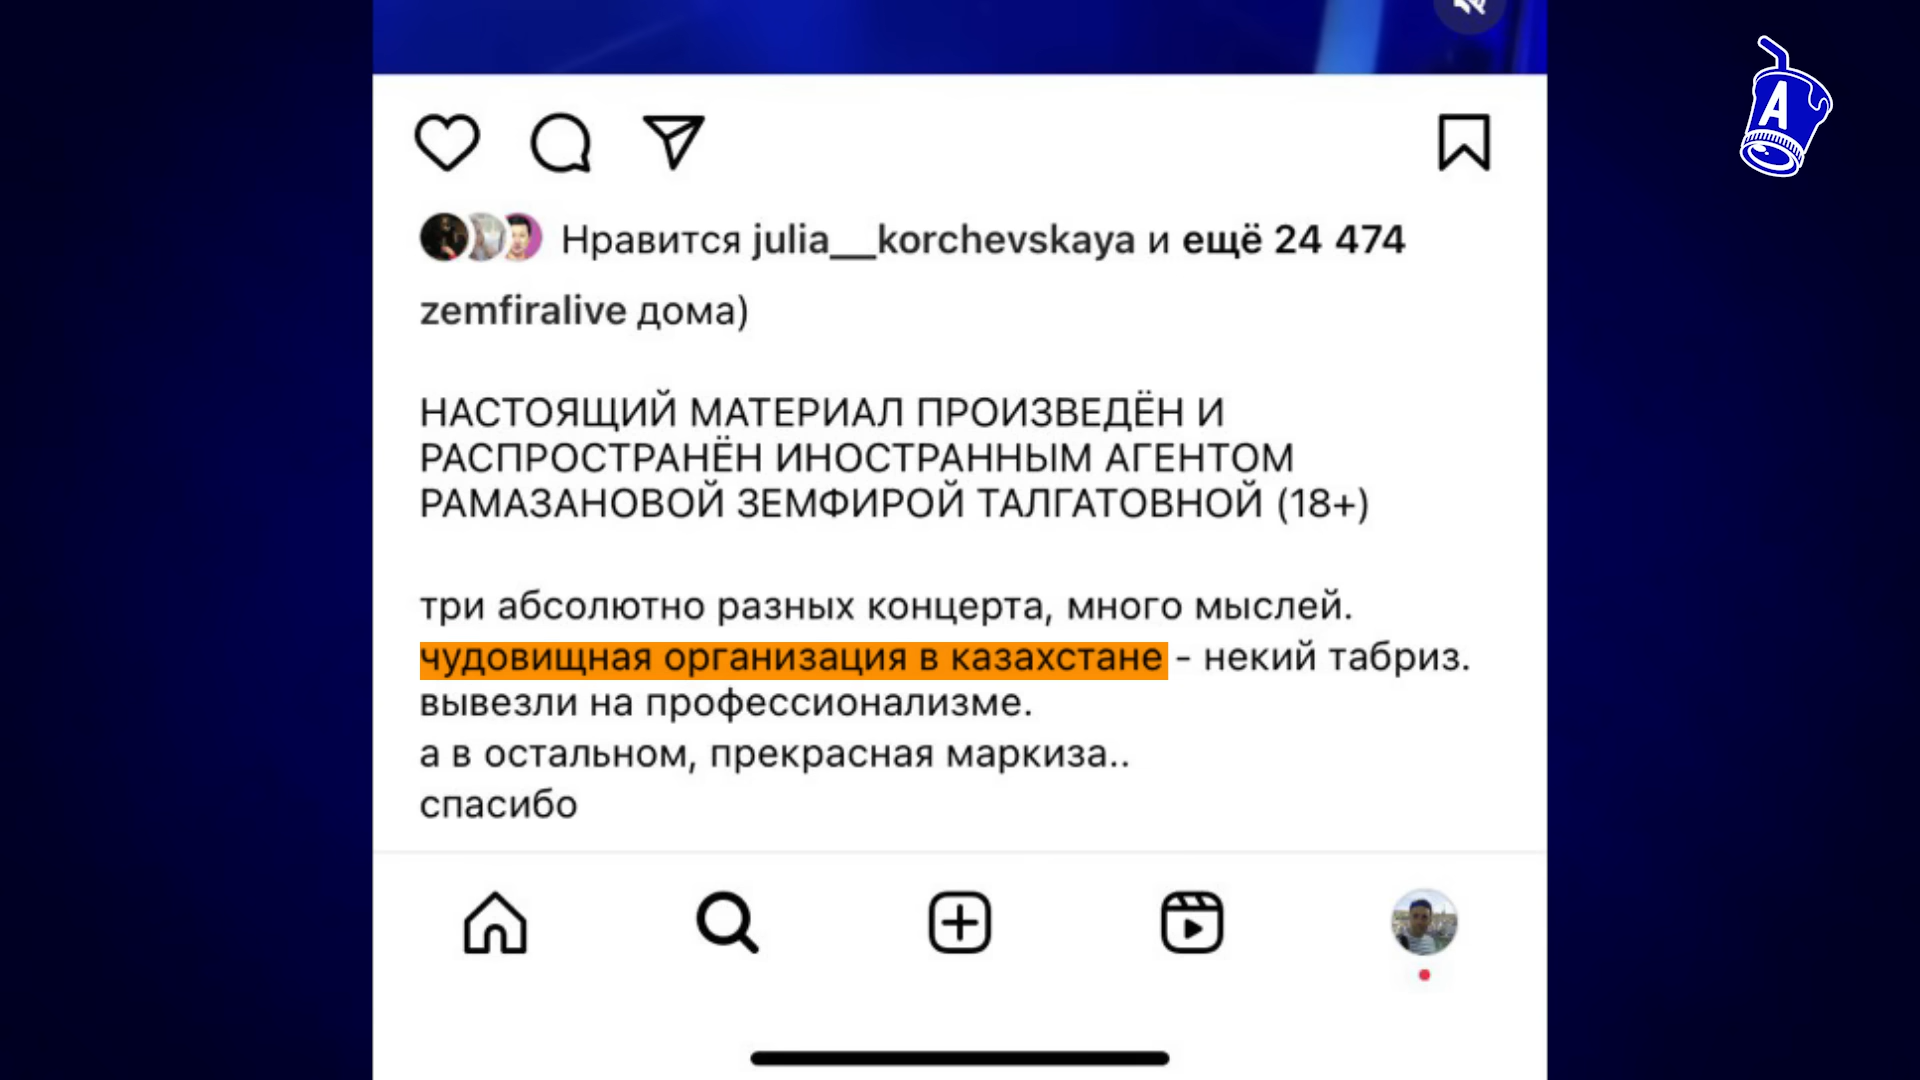 A
Нравится julia__korchevskaya и ещё 24 474
zemfiralive дома)
НАСТОЯЩИЙ МАТЕРИАЛ ПРОИЗВЕДЁН И
РАСПРОСТРАНЁН ИНОСТРАННЫМ АГЕНТОМ
РАМАЗАНОВОЙ ЗЕМФИРОЙ ТАЛГАТОВНОЙ (18+)
три абсолютно разных концерта, много мыслей.
чудовищная организация в казахстане - некий табриз.
вывезли на профессионализме.
а в остальном, прекрасная маркиза..
спасибо